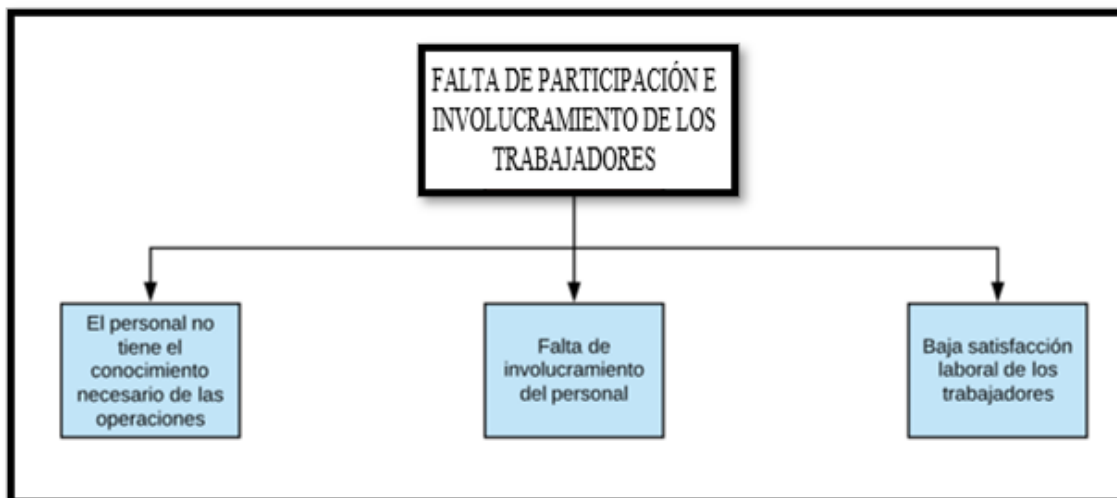 FALTA DE PARTICIPACIÓN E
INVOLUCRAMIENTO DE LOS
TRABAJADORES
El personal no
tiene el
conocimiento
necesario de las
operaciones
Falta de
involucramiento
del personal
Baja satisfacción
laboral de los
trabajadores